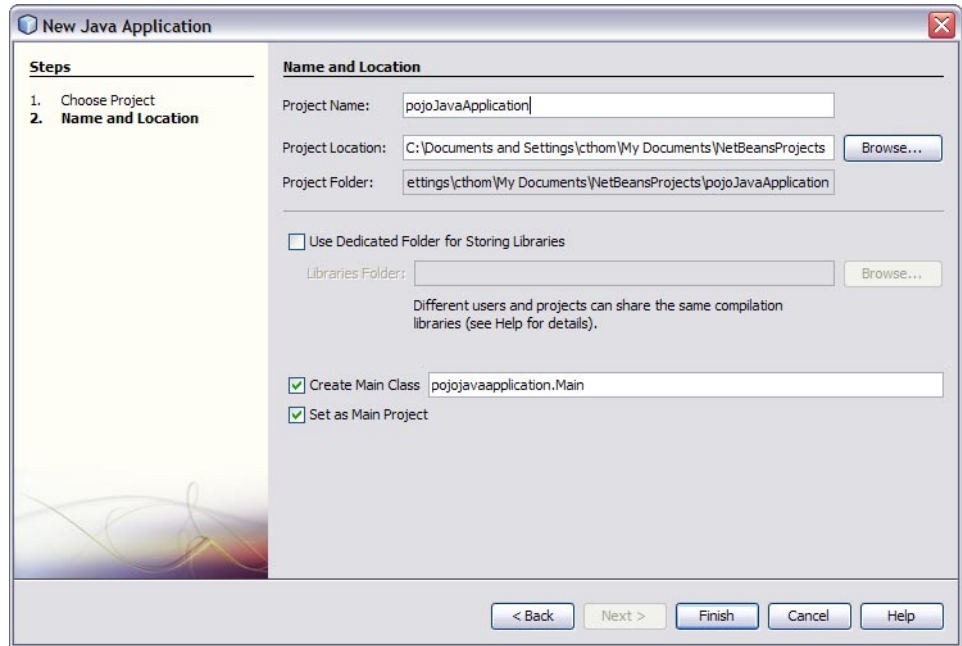 New Java Application
Steps
1. Choose Project
2. Name and Location
Name and Location
Project Name: pojoJavaApplication
Project Location: C:\Documents and Settings\cthom\My Documents\NetBeansProjects Browse...
Project Folder: ettings\cthom\My Documents\NetBeansProjects\pojoJavaApplication
Use Dedicated Folder for Storing Libraries
Libraries Folder: Browse...
Different users and projects can share the same compilation
libraries (see Help for details).
Create Main Class pojojavaapplication.Main
Set as Main Project
< Back Next > Finish Cancel Help